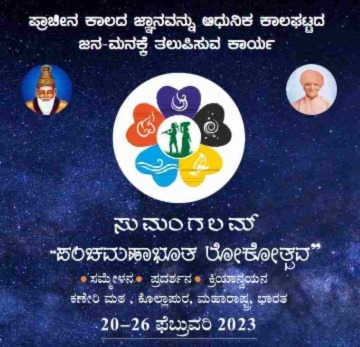 ಪ್ರಾಚೀನ ಕಾಲದ ಜ್ಞಾನವನ್ನು ಆಧುನಿಕ ಕಾಲಘಟ್ಟದ
ಜನ-ಮನಕ್ಕೆ ತಲುಪಿಸುವ ಕಾರ್ಯ
ಸುಮಂಗಲಮ್
"ಪಂಚಮಹಾಭೂತ ಲೋಕೋತ್ಸವ"
• ಸಮ್ಮೇಳನ • ಪ್ರದರ್ಶನ • ಕ್ರಿಯಾನ್ವಯನ
ಕಣೇರಿ ಮಠ , ಕೊಲ್ಲಾಪುರ, ಮಹಾರಾಷ್ಟ್ರ, ಭಾರತ
20-26 ಫೆಬ್ರುವರಿ 2023